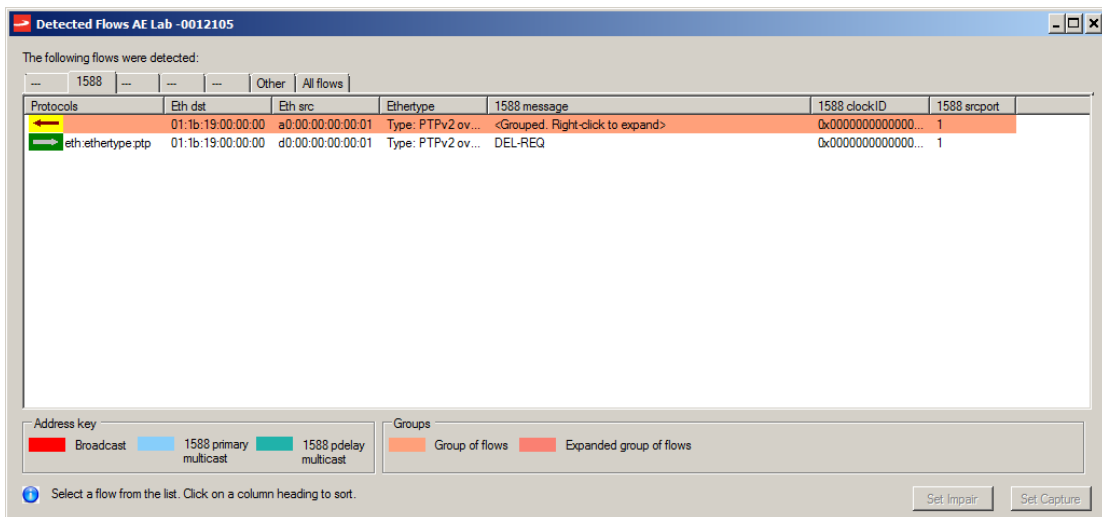 Detected Flows AE Lab -0012105
The following flows were detected:
--- 1588 --- --- --- Other All flows
Protocols Eth dst Eth src Ethertype 1588 message 1588 clockID 1588 srcport
01:1b:19:00:00:00 a0:00:00:00:00:01 Type: PTPv2 ov... <Grouped. Right-click to expand> 0x0000000000000... 1
eth:ethertype:ptp 01:1b:19:00:00:00 d0:00:00:00:00:01 Type: PTPv2 ov... DEL-REQ 0x0000000000000... 1
Address key Groups
Broadcast 1588 primary multicast 1588 pdelay multicast Group of flows Expanded group of flows
Select a flow from the list. Click on a column heading to sort.
Set Impair Set Capture